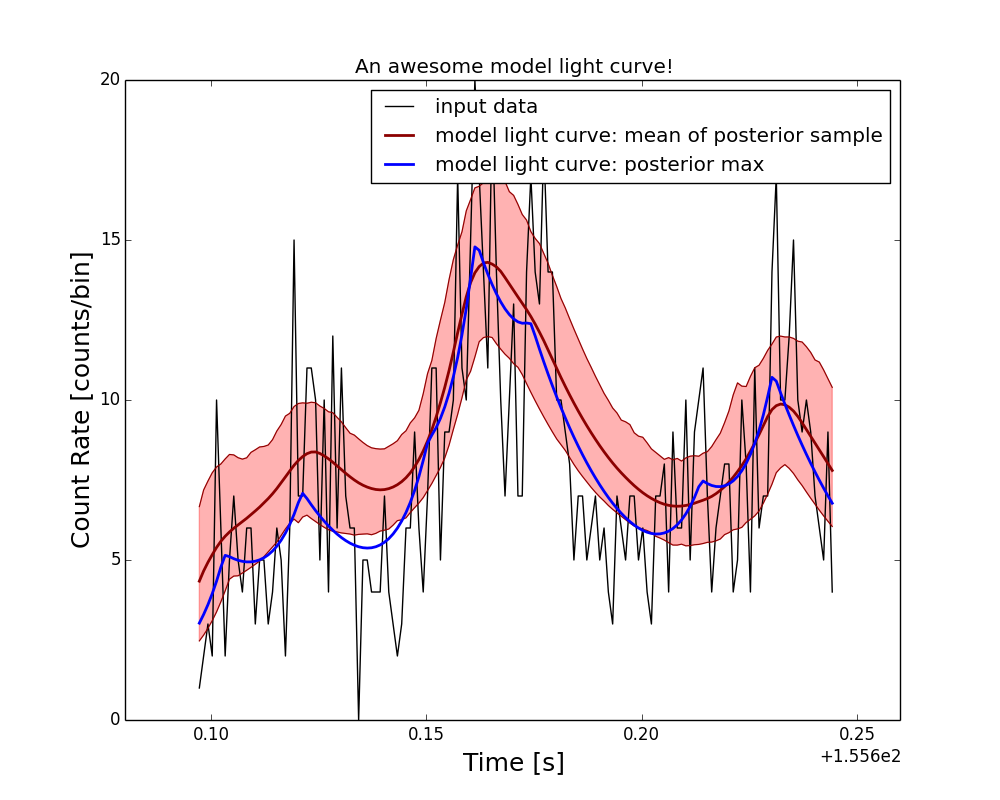 An awesome model light curve!
input data
model light curve: mean of posterior sample
model light curve: posterior max
Count Rate [counts/bin]
20
15
10
5
0
0.10 0.15 0.20 0.25
+1.556e2
Time [s]